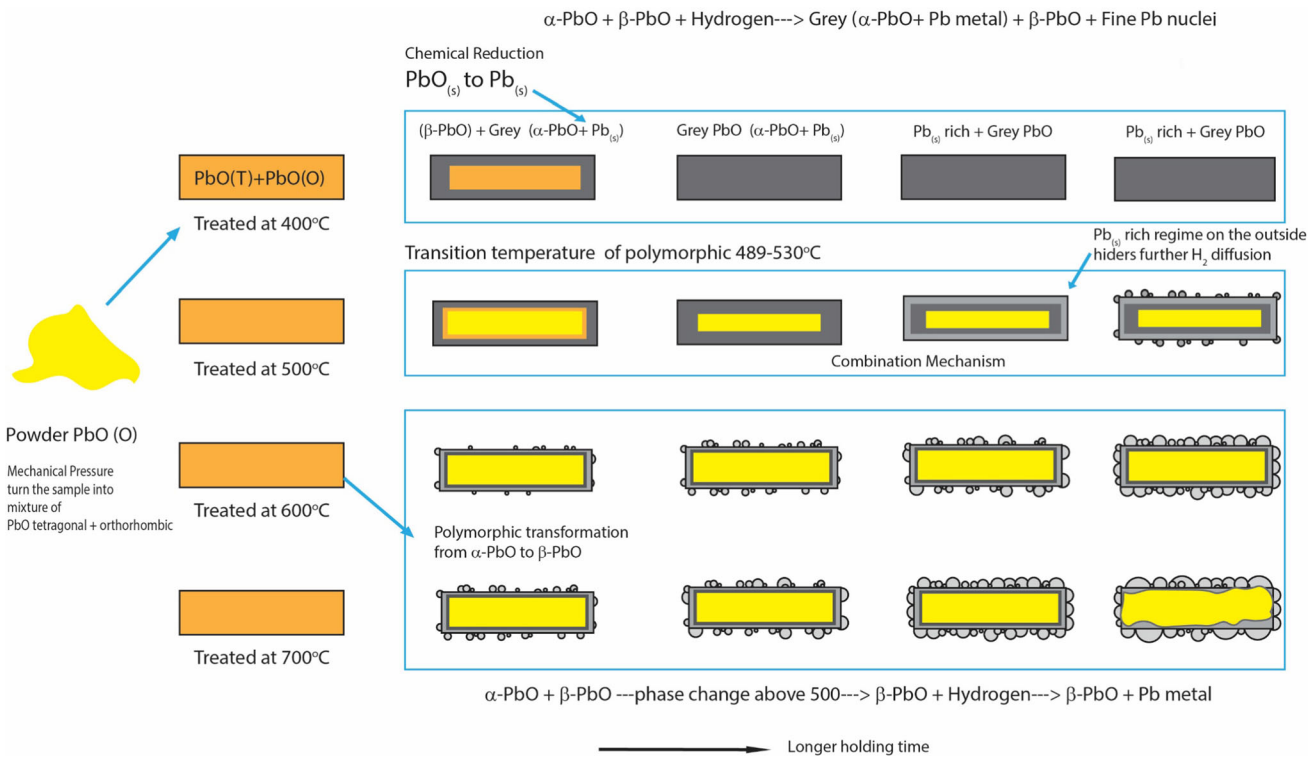 α-PbO + β-PbO + Hydrogen---> Grey (α-PbO+ Pb metal) + β-PbO + Fine Pb nuclei
Chemical Reduction
PbO(s) to Pb(s)
(β-PbO) + Grey (α-PbO+ Pb(s))
Grey PbO (α-PbO+ Pb(s))
Pb(s) rich + Grey PbO
Pb(s) rich + Grey PbO
PbO(T)+PbO(O)
Treated at 400°C
Transition temperature of polymorphic 489-530°C
Pb(s) rich regime on the outside
hiders further H2 diffusion
Treated at 500°C
Combination Mechanism
Powder PbO (O)
Mechanical Pressure
turn the sample into
mixture of
PbO tetragonal + orthorhombic
Treated at 600°C
Polymorphic transformation
from α-PbO to β-PbO
Treated at 700°C
α-PbO + β-PbO ---phase change above 500---> β-PbO + Hydrogen---> β-PbO + Pb metal
Longer holding time